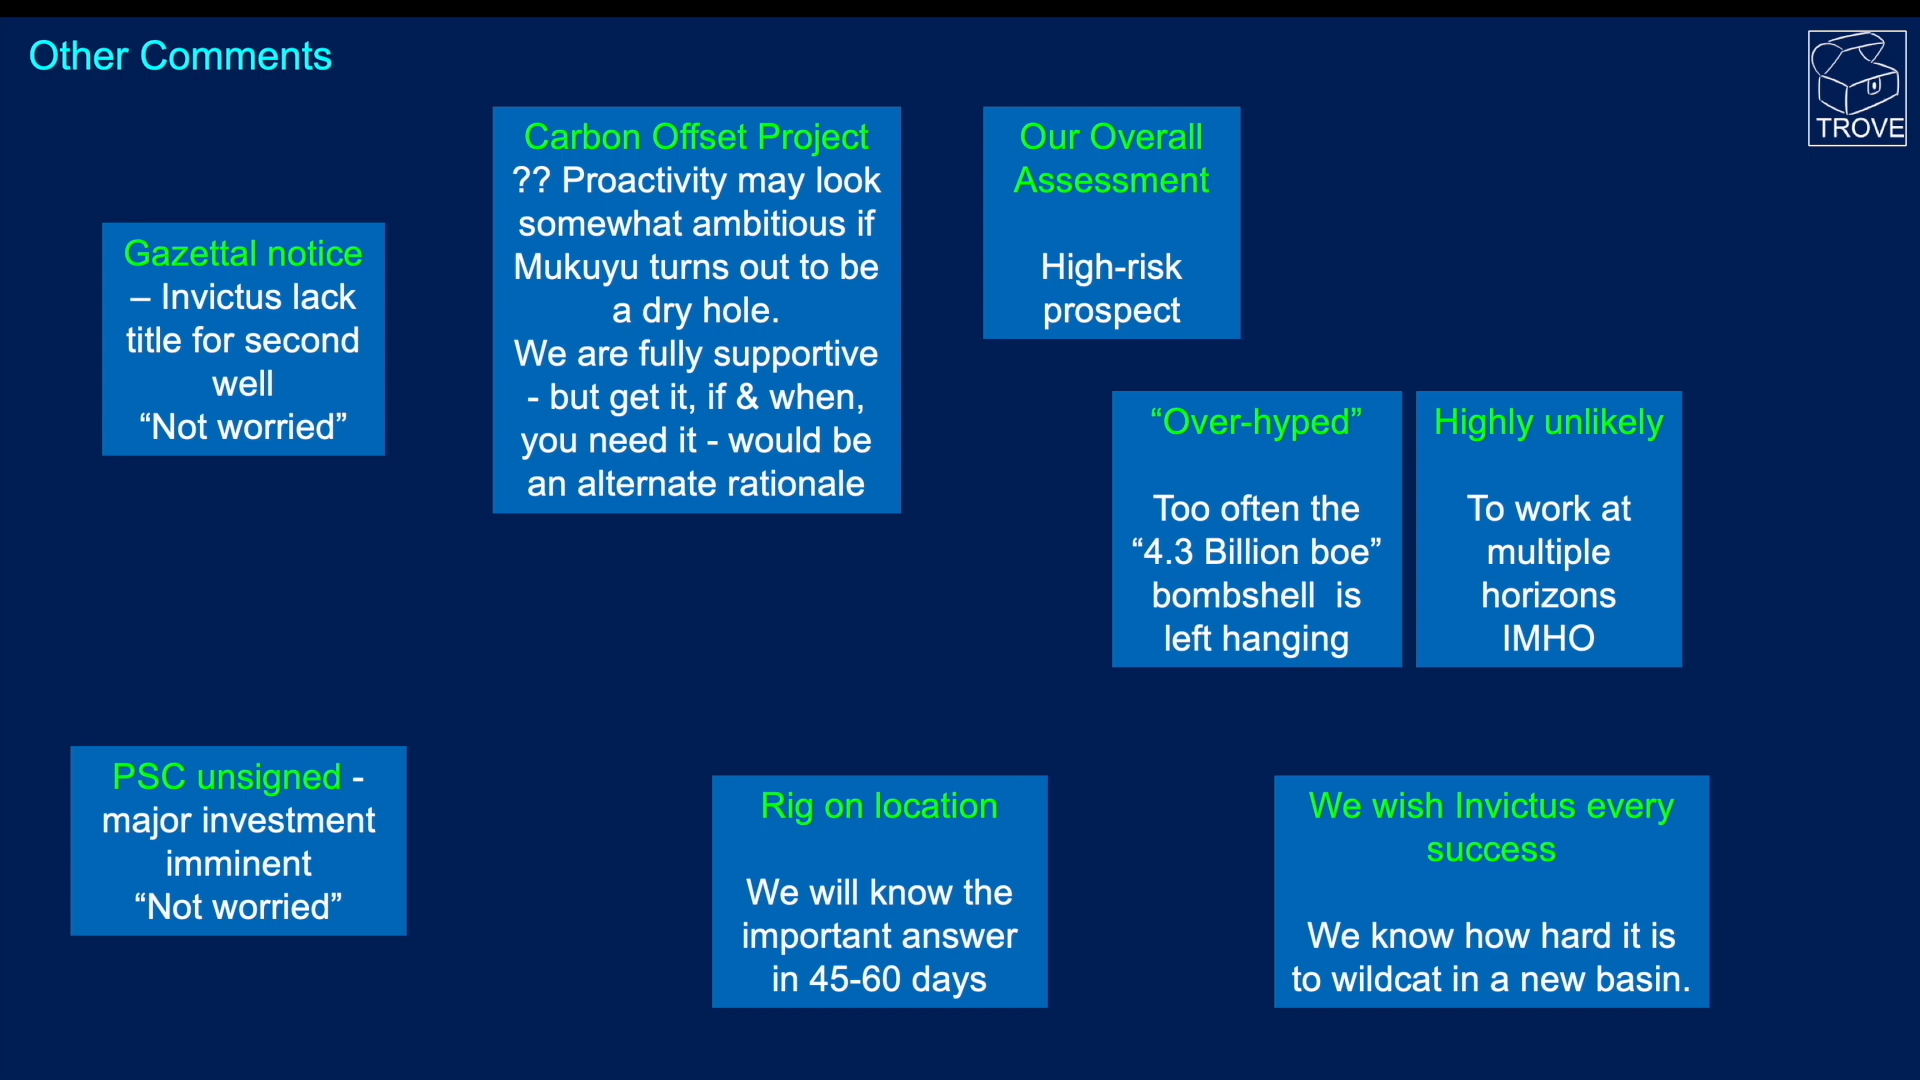 Other Comments
TROVE
Carbon Offset Project
?? Proactivity may look
somewhat ambitious if
Mukuyu turns out to be
a dry hole.
We are fully supportive
- but get it, if & when,
you need it - would be
an alternate rationale
Our Overall
Assessment
High-risk
prospect
Gazettal notice
– Invictus lack
title for second
well
“Not worried”
“Over-hyped”
Too often the
“4.3 Billion boe”
bombshell  is
left hanging
Highly unlikely
To work at
multiple
horizons
IMHO
PSC unsigned -
major investment
imminent
“Not worried”
Rig on location
We will know the
important answer
in 45-60 days
We wish Invictus every
success
We know how hard it is
to wildcat in a new basin.